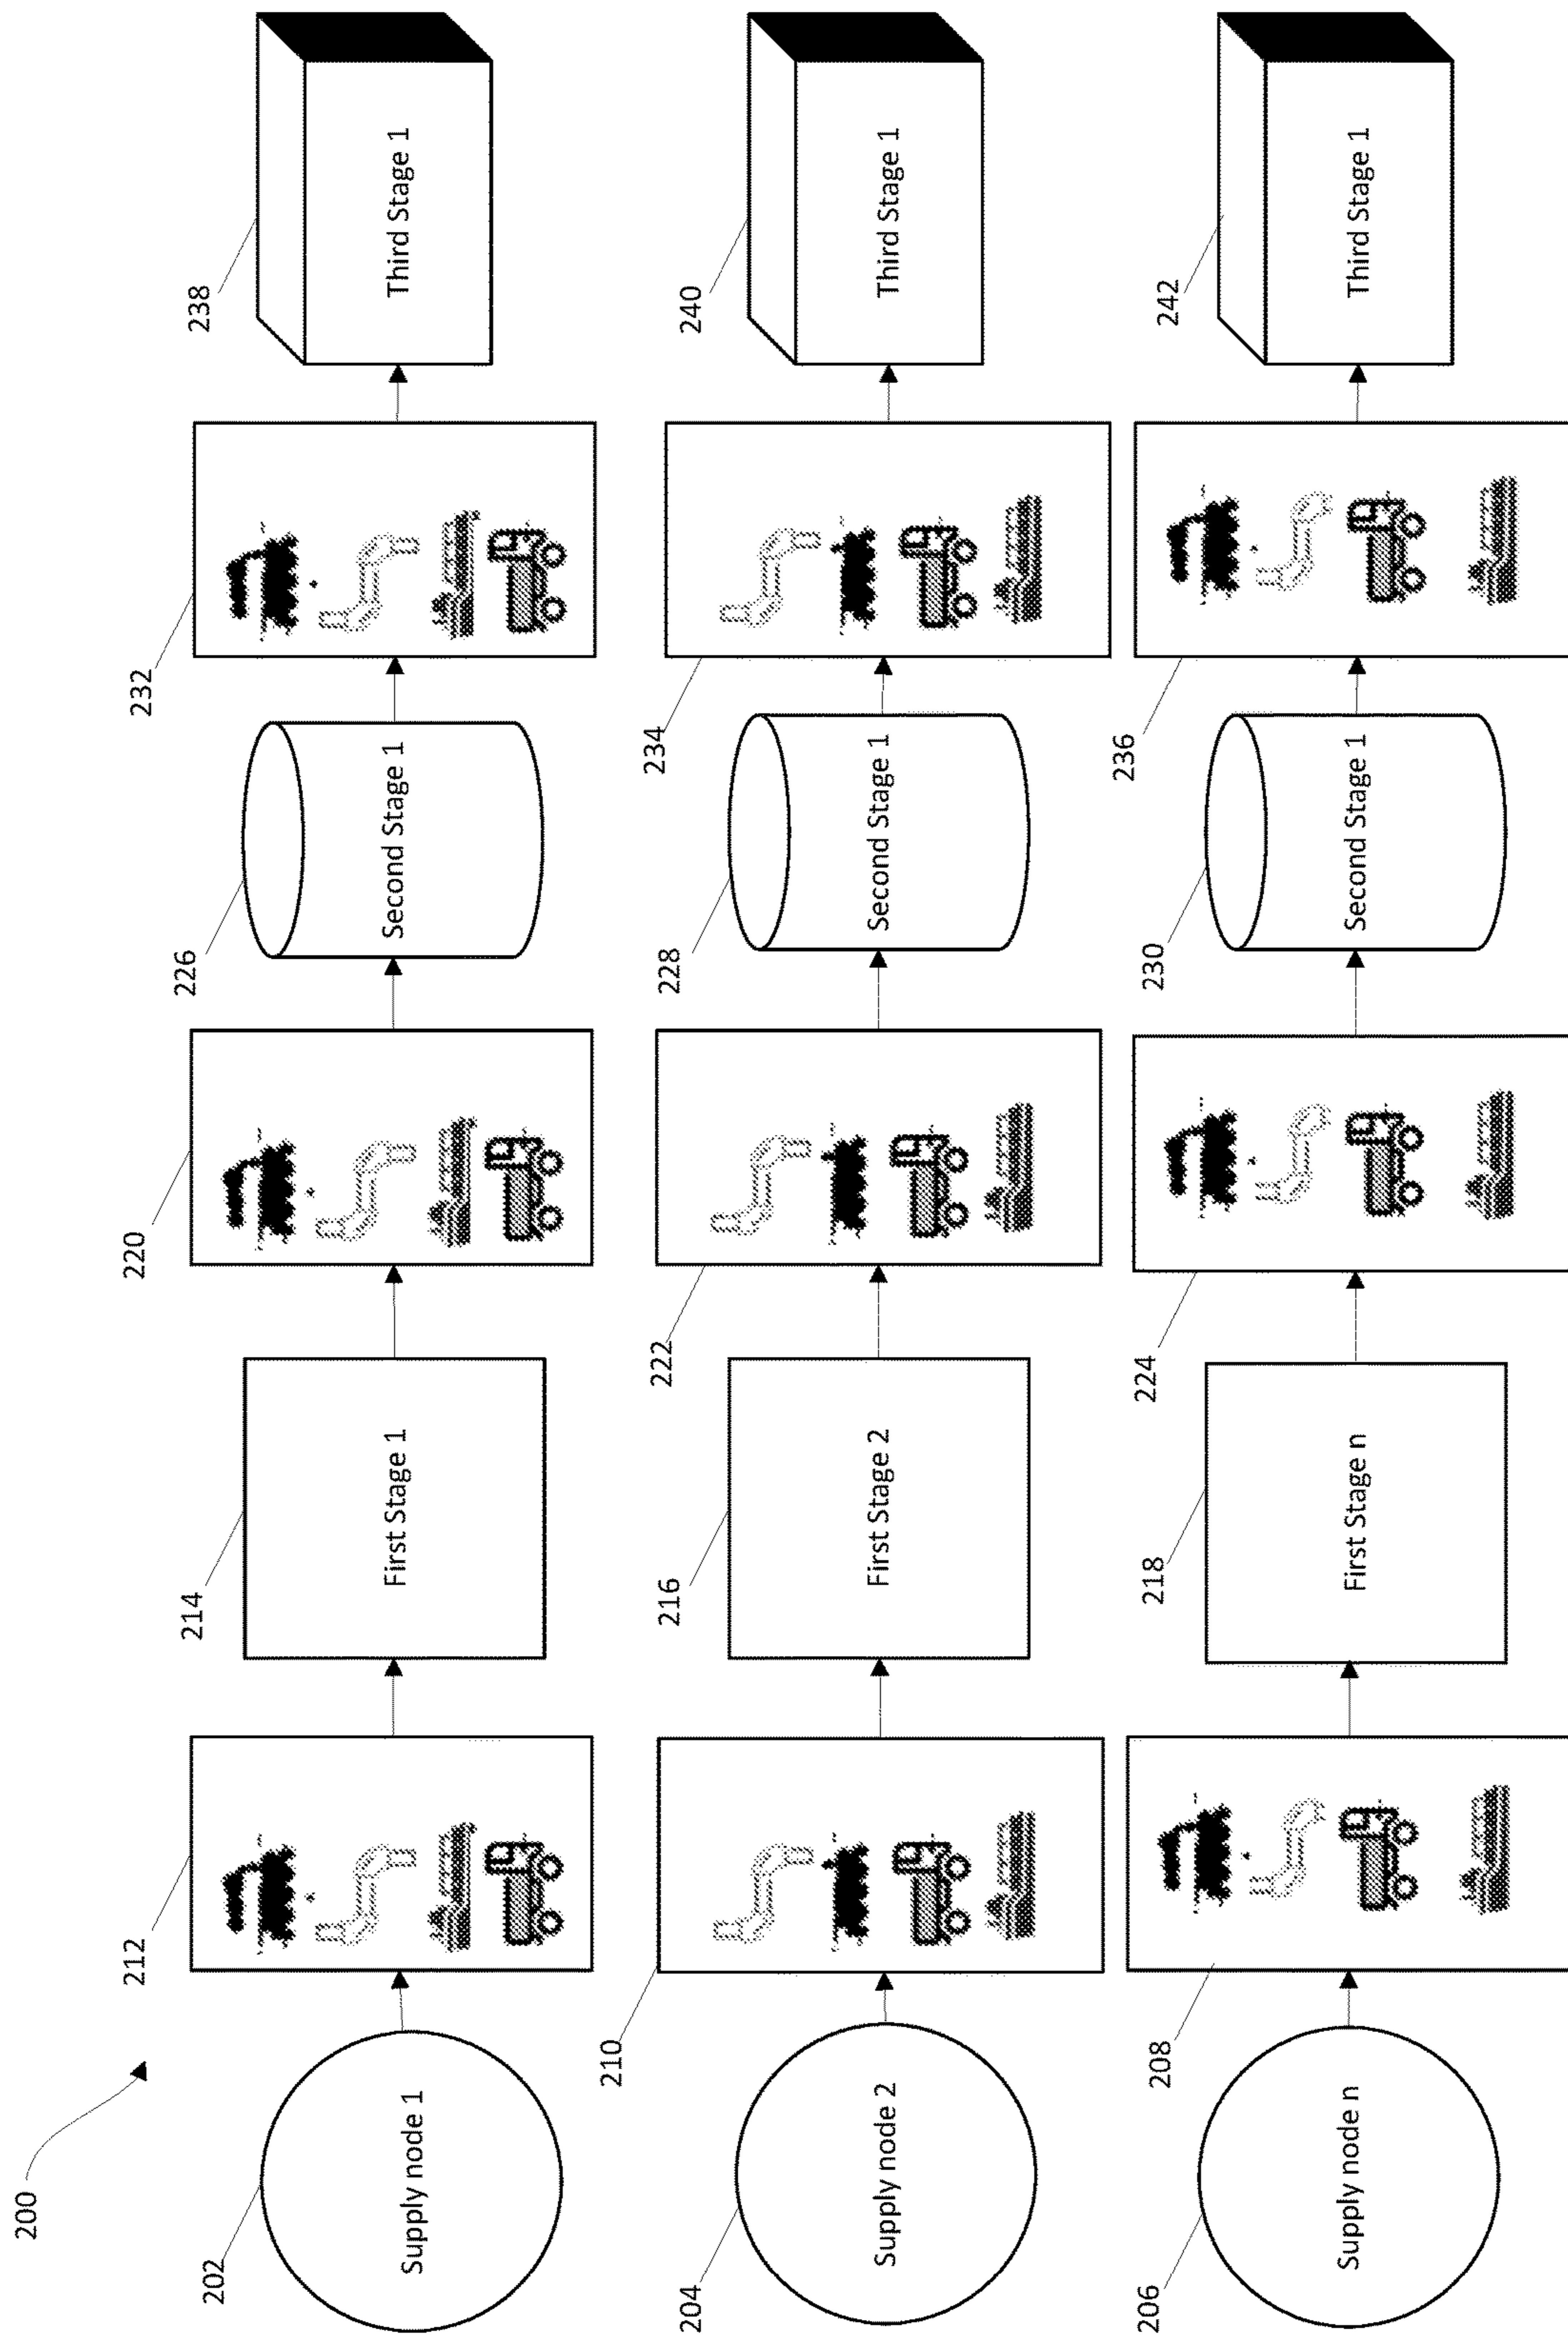 200
202
Supply node 1
212
214
First Stage 1
220
226
Second Stage 1
232
238
Third Stage 1
204
Supply node 2
210
216
First Stage 2
222
228
Second Stage 1
234
240
Third Stage 1
206
Supply node n
208
218
First Stage n
224
230
Second Stage 1
236
242
Third Stage 1